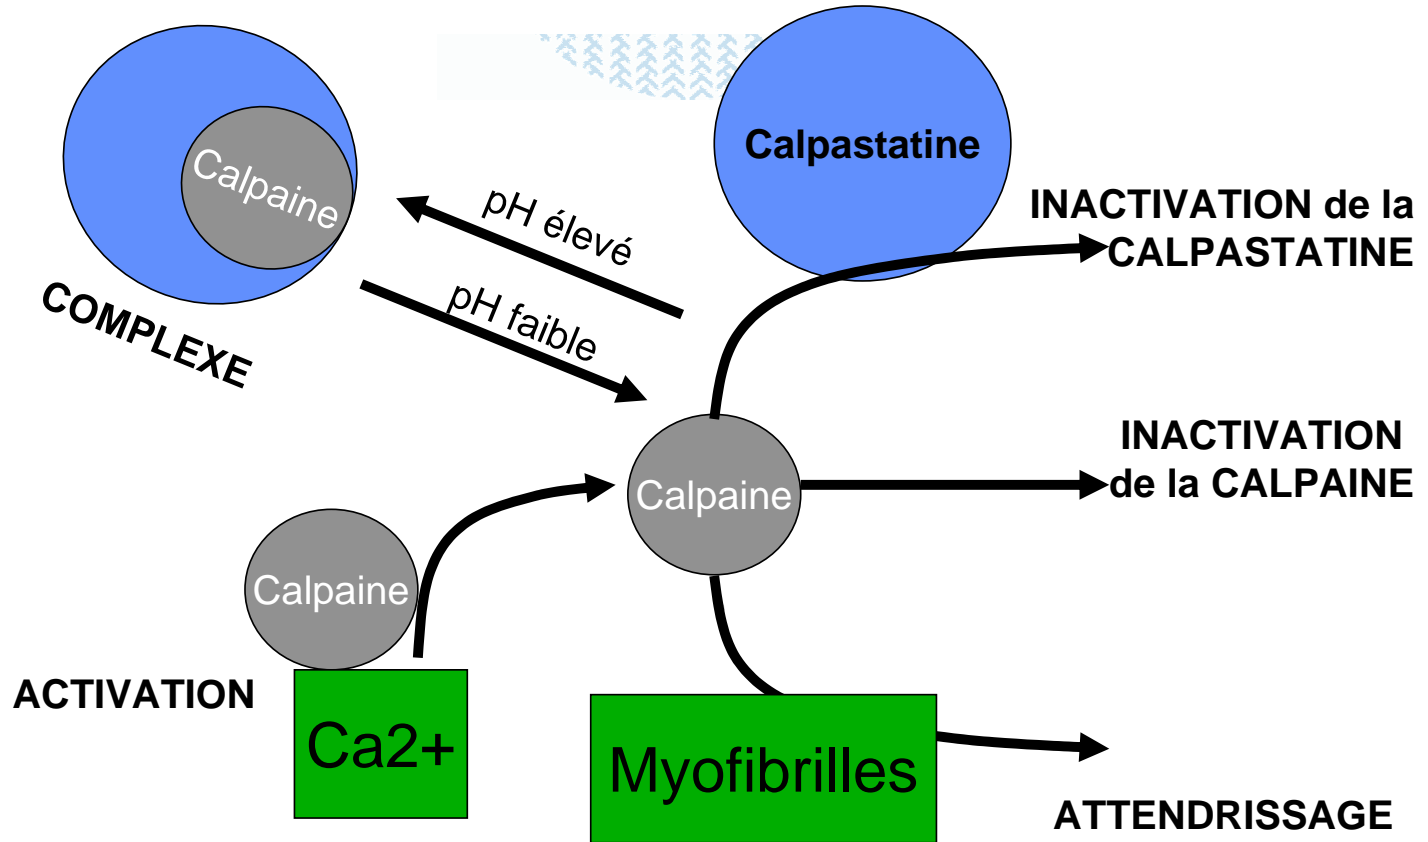 Calpastatine
Calpaine
pH élevé
INACTIVATION de la
CALPASTATINE
COMPLEXE
pH faible
INACTIVATION
de la CALPAINE
Calpaine
Calpaine
ACTIVATION
Ca2+
Myofibrilles
ATTENDRISSAGE